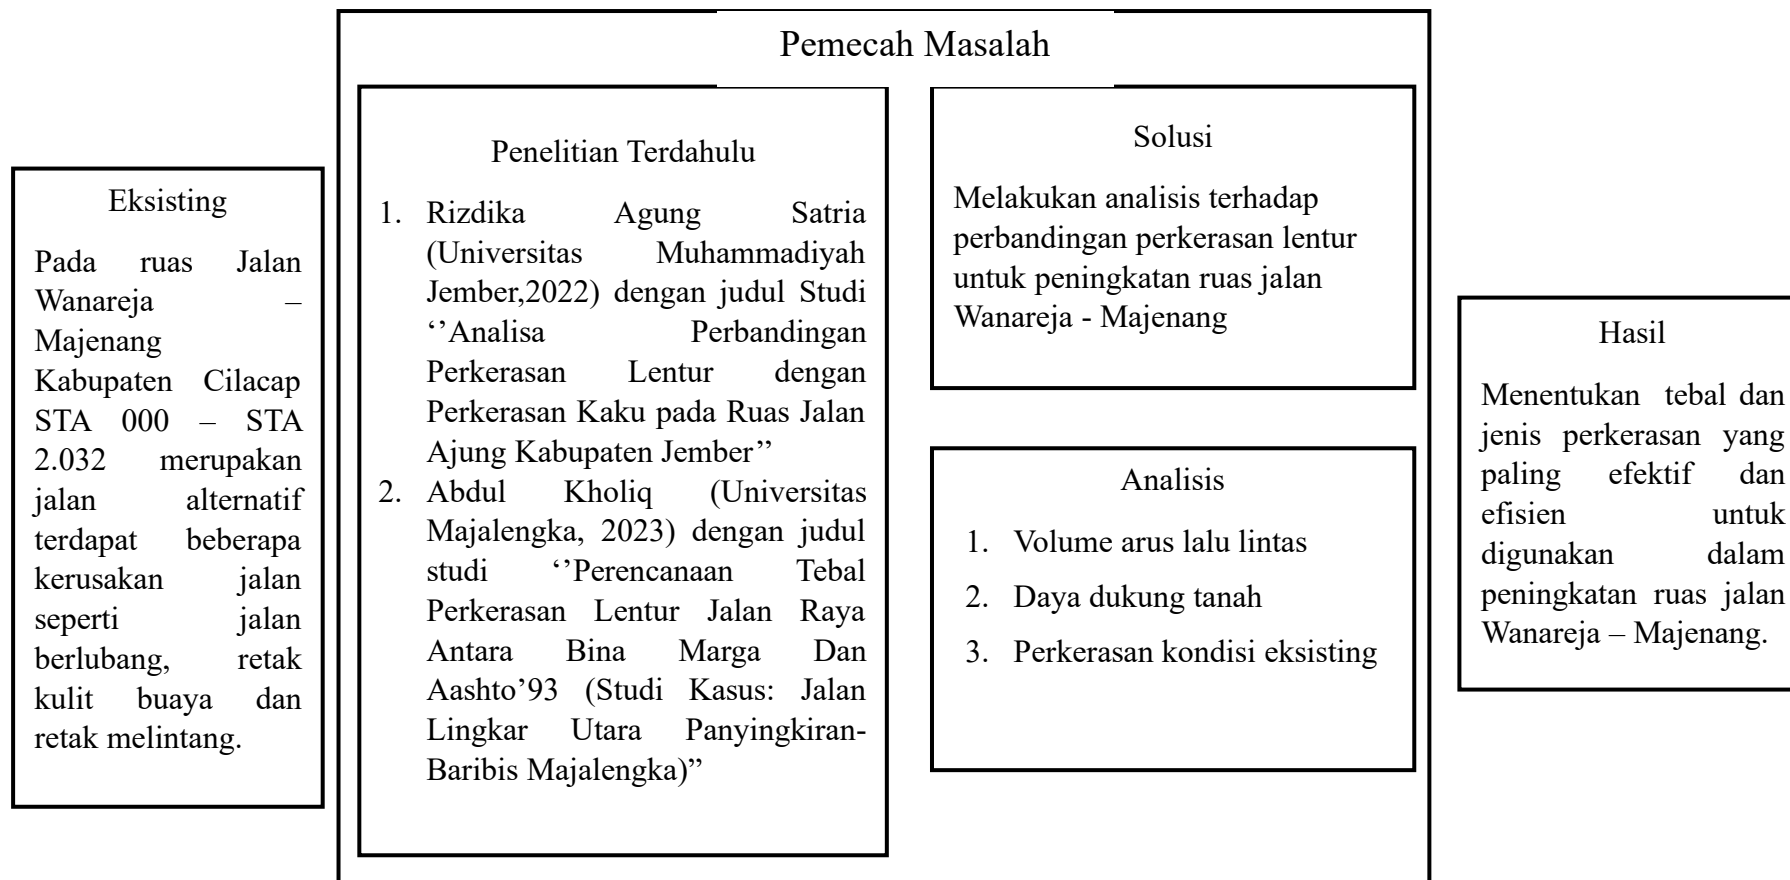 Pemecah Masalah
Eksisting
Pada ruas Jalan
Wanareja –
Majenang
Kabupaten Cilacap
STA 000 – STA
2.032 merupakan
jalan alternatif
terdapat beberapa
kerusakan jalan
seperti jalan
berlubang, retak
kulit buaya dan
retak melintang.
Penelitian Terdahulu
1. Rizdika Agung Satria
(Universitas Muhammadiyah
Jember,2022) dengan judul Studi
‘’Analisa Perbandingan
Perkerasan Lentur dengan
Perkerasan Kaku pada Ruas Jalan
Ajung Kabupaten Jember’’
2. Abdul Kholiq (Universitas
Majalengka, 2023) dengan judul
studi ‘’Perencanaan Tebal
Perkerasan Lentur Jalan Raya
Antara Bina Marga Dan
Aashto’93 (Studi Kasus: Jalan
Lingkar Utara Panyingkiran-
Baribis Majalengka)”
Solusi
Melakukan analisis terhadap
perbandingan perkerasan lentur
untuk peningkatan ruas jalan
Wanareja - Majenang
Analisis
1. Volume arus lalu lintas
2. Daya dukung tanah
3. Perkerasan kondisi eksisting
Hasil
Menentukan tebal dan
jenis perkerasan yang
paling efektif dan
efisien untuk
digunakan dalam
peningkatan ruas jalan
Wanareja – Majenang.